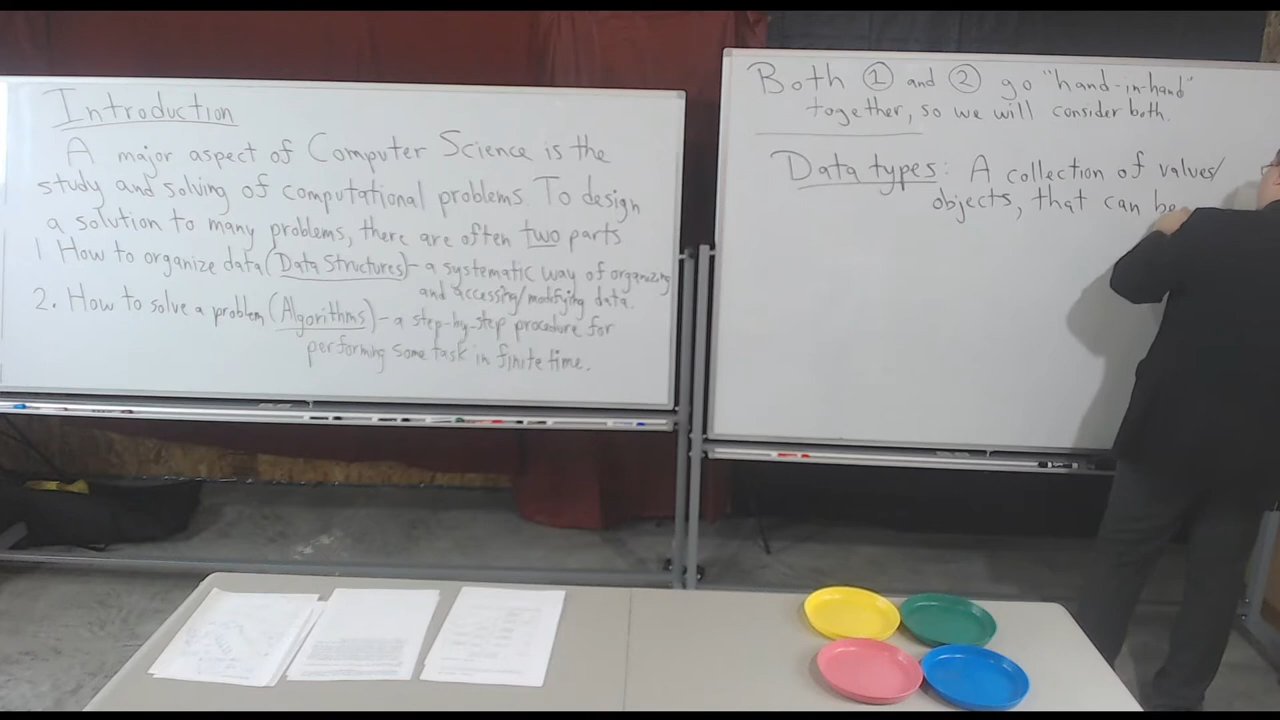 Introduction
A major aspect of Computer Science is the
study and solving of computational problems. To design
a solution to many problems, there are often two parts
1 How to organize data (Data Structures) - a systematic way of organizing
and accessing/modifying data.
2. How to solve a problem (Algorithms) - a step-by-step procedure for
performing some task in finite time.
Both ① and ② go "hand-in-hand"
together, so we will consider both.
Data types: A collection of values/
objects, that can be